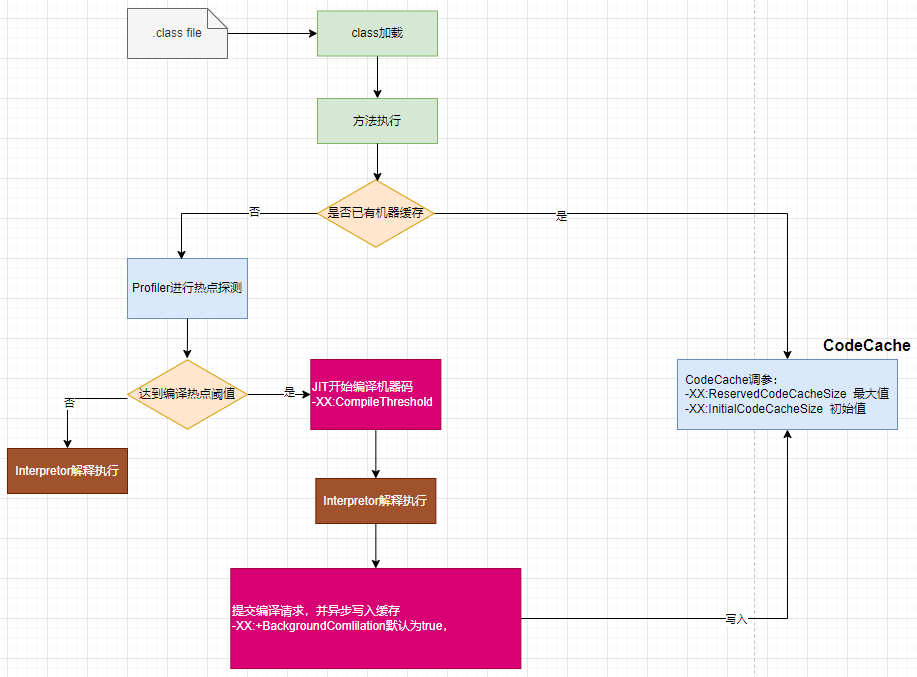 .class file
class加载
方法执行
是否已有机器缓存
否
是
Profiler进行热点探测
CodeCache
CodeCache调参：
-XX:ReservedCodeCacheSize 最大值
-XX:InitialCodeCacheSize 初始值
达到编译热点阈值
是
JIT开始编译机器码
-XX:CompileThreshold
否
Interpretor解释执行
Interpretor解释执行
提交编译请求，并异步写入缓存
-XX:+BackgroundComlilation默认为true，
写入